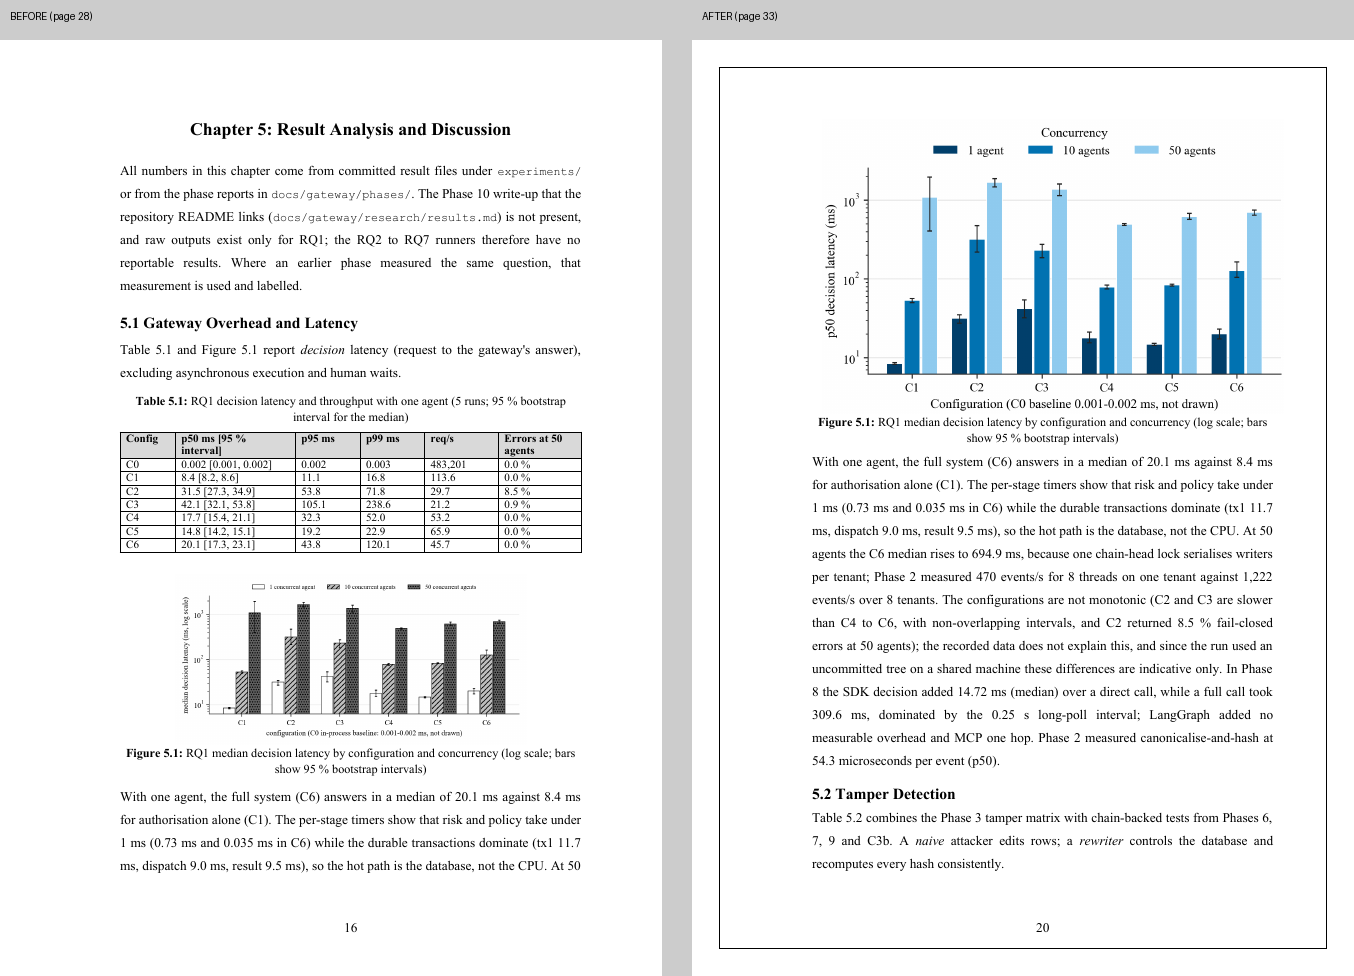 BEFORE (page 28)
Chapter 5: Result Analysis and Discussion
All numbers in this chapter come from committed result files under experiments/
or from the phase reports in docs/gateway/phases/. The Phase 10 write-up that the
repository README links (docs/gateway/research/results.md) is not present,
and raw outputs exist only for RQ1; the RQ2 to RQ7 runners therefore have no
reportable results. Where an earlier phase measured the same question, that
measurement is used and labelled.
5.1 Gateway Overhead and Latency
Table 5.1 and Figure 5.1 report decision latency (request to the gateway's answer),
excluding asynchronous execution and human waits.
Table 5.1: RQ1 decision latency and throughput with one agent (5 runs; 95 % bootstrap
interval for the median)
Config p50 ms [95 % interval] p95 ms p99 ms req/s Errors at 50 agents
C0 0.002 [0.001, 0.002] 0.002 0.003 483,201 0.0 %
C1 8.4 [8.2, 8.6] 11.1 16.8 113.6 0.0 %
C2 31.5 [27.3, 34.9] 53.8 71.8 29.7 8.5 %
C3 42.1 [32.1, 53.8] 105.1 238.6 21.2 0.9 %
C4 17.7 [15.4, 21.1] 32.3 52.0 53.2 0.0 %
C5 14.8 [14.2, 15.1] 19.2 22.9 65.9 0.0 %
C6 20.1 [17.3, 23.1] 43.8 120.1 45.7 0.0 %
1 concurrent agent 10 concurrent agents 50 concurrent agents
median decision latency (ms, log scale)
10³
10²
10¹
C1 C2 C3 C4 C5 C6
configuration (C0 in-process baseline: 0.001-0.002 ms, not drawn)
Figure 5.1: RQ1 median decision latency by configuration and concurrency (log scale; bars
show 95 % bootstrap intervals)
With one agent, the full system (C6) answers in a median of 20.1 ms against 8.4 ms
for authorisation alone (C1). The per-stage timers show that risk and policy take under
1 ms (0.73 ms and 0.035 ms in C6) while the durable transactions dominate (tx1 11.7
ms, dispatch 9.0 ms, result 9.5 ms), so the hot path is the database, not the CPU. At 50
16
AFTER (page 33)
Concurrency
1 agent 10 agents 50 agents
p50 decision latency (ms)
10³
10²
10¹
C1 C2 C3 C4 C5 C6
Configuration (C0 baseline 0.001-0.002 ms, not drawn)
Figure 5.1: RQ1 median decision latency by configuration and concurrency (log scale; bars
show 95 % bootstrap intervals)
With one agent, the full system (C6) answers in a median of 20.1 ms against 8.4 ms
for authorisation alone (C1). The per-stage timers show that risk and policy take under
1 ms (0.73 ms and 0.035 ms in C6) while the durable transactions dominate (tx1 11.7
ms, dispatch 9.0 ms, result 9.5 ms), so the hot path is the database, not the CPU. At 50
agents the C6 median rises to 694.9 ms, because one chain-head lock serialises writers
per tenant; Phase 2 measured 470 events/s for 8 threads on one tenant against 1,222
events/s over 8 tenants. The configurations are not monotonic (C2 and C3 are slower
than C4 to C6, with non-overlapping intervals, and C2 returned 8.5 % fail-closed
errors at 50 agents); the recorded data does not explain this, and since the run used an
uncommitted tree on a shared machine these differences are indicative only. In Phase
8 the SDK decision added 14.72 ms (median) over a direct call, while a full call took
309.6 ms, dominated by the 0.25 s long-poll interval; LangGraph added no
measurable overhead and MCP one hop. Phase 2 measured canonicalise-and-hash at
54.3 microseconds per event (p50).
5.2 Tamper Detection
Table 5.2 combines the Phase 3 tamper matrix with chain-backed tests from Phases 6,
7, 9 and C3b. A naive attacker edits rows; a rewriter controls the database and
recomputes every hash consistently.
20